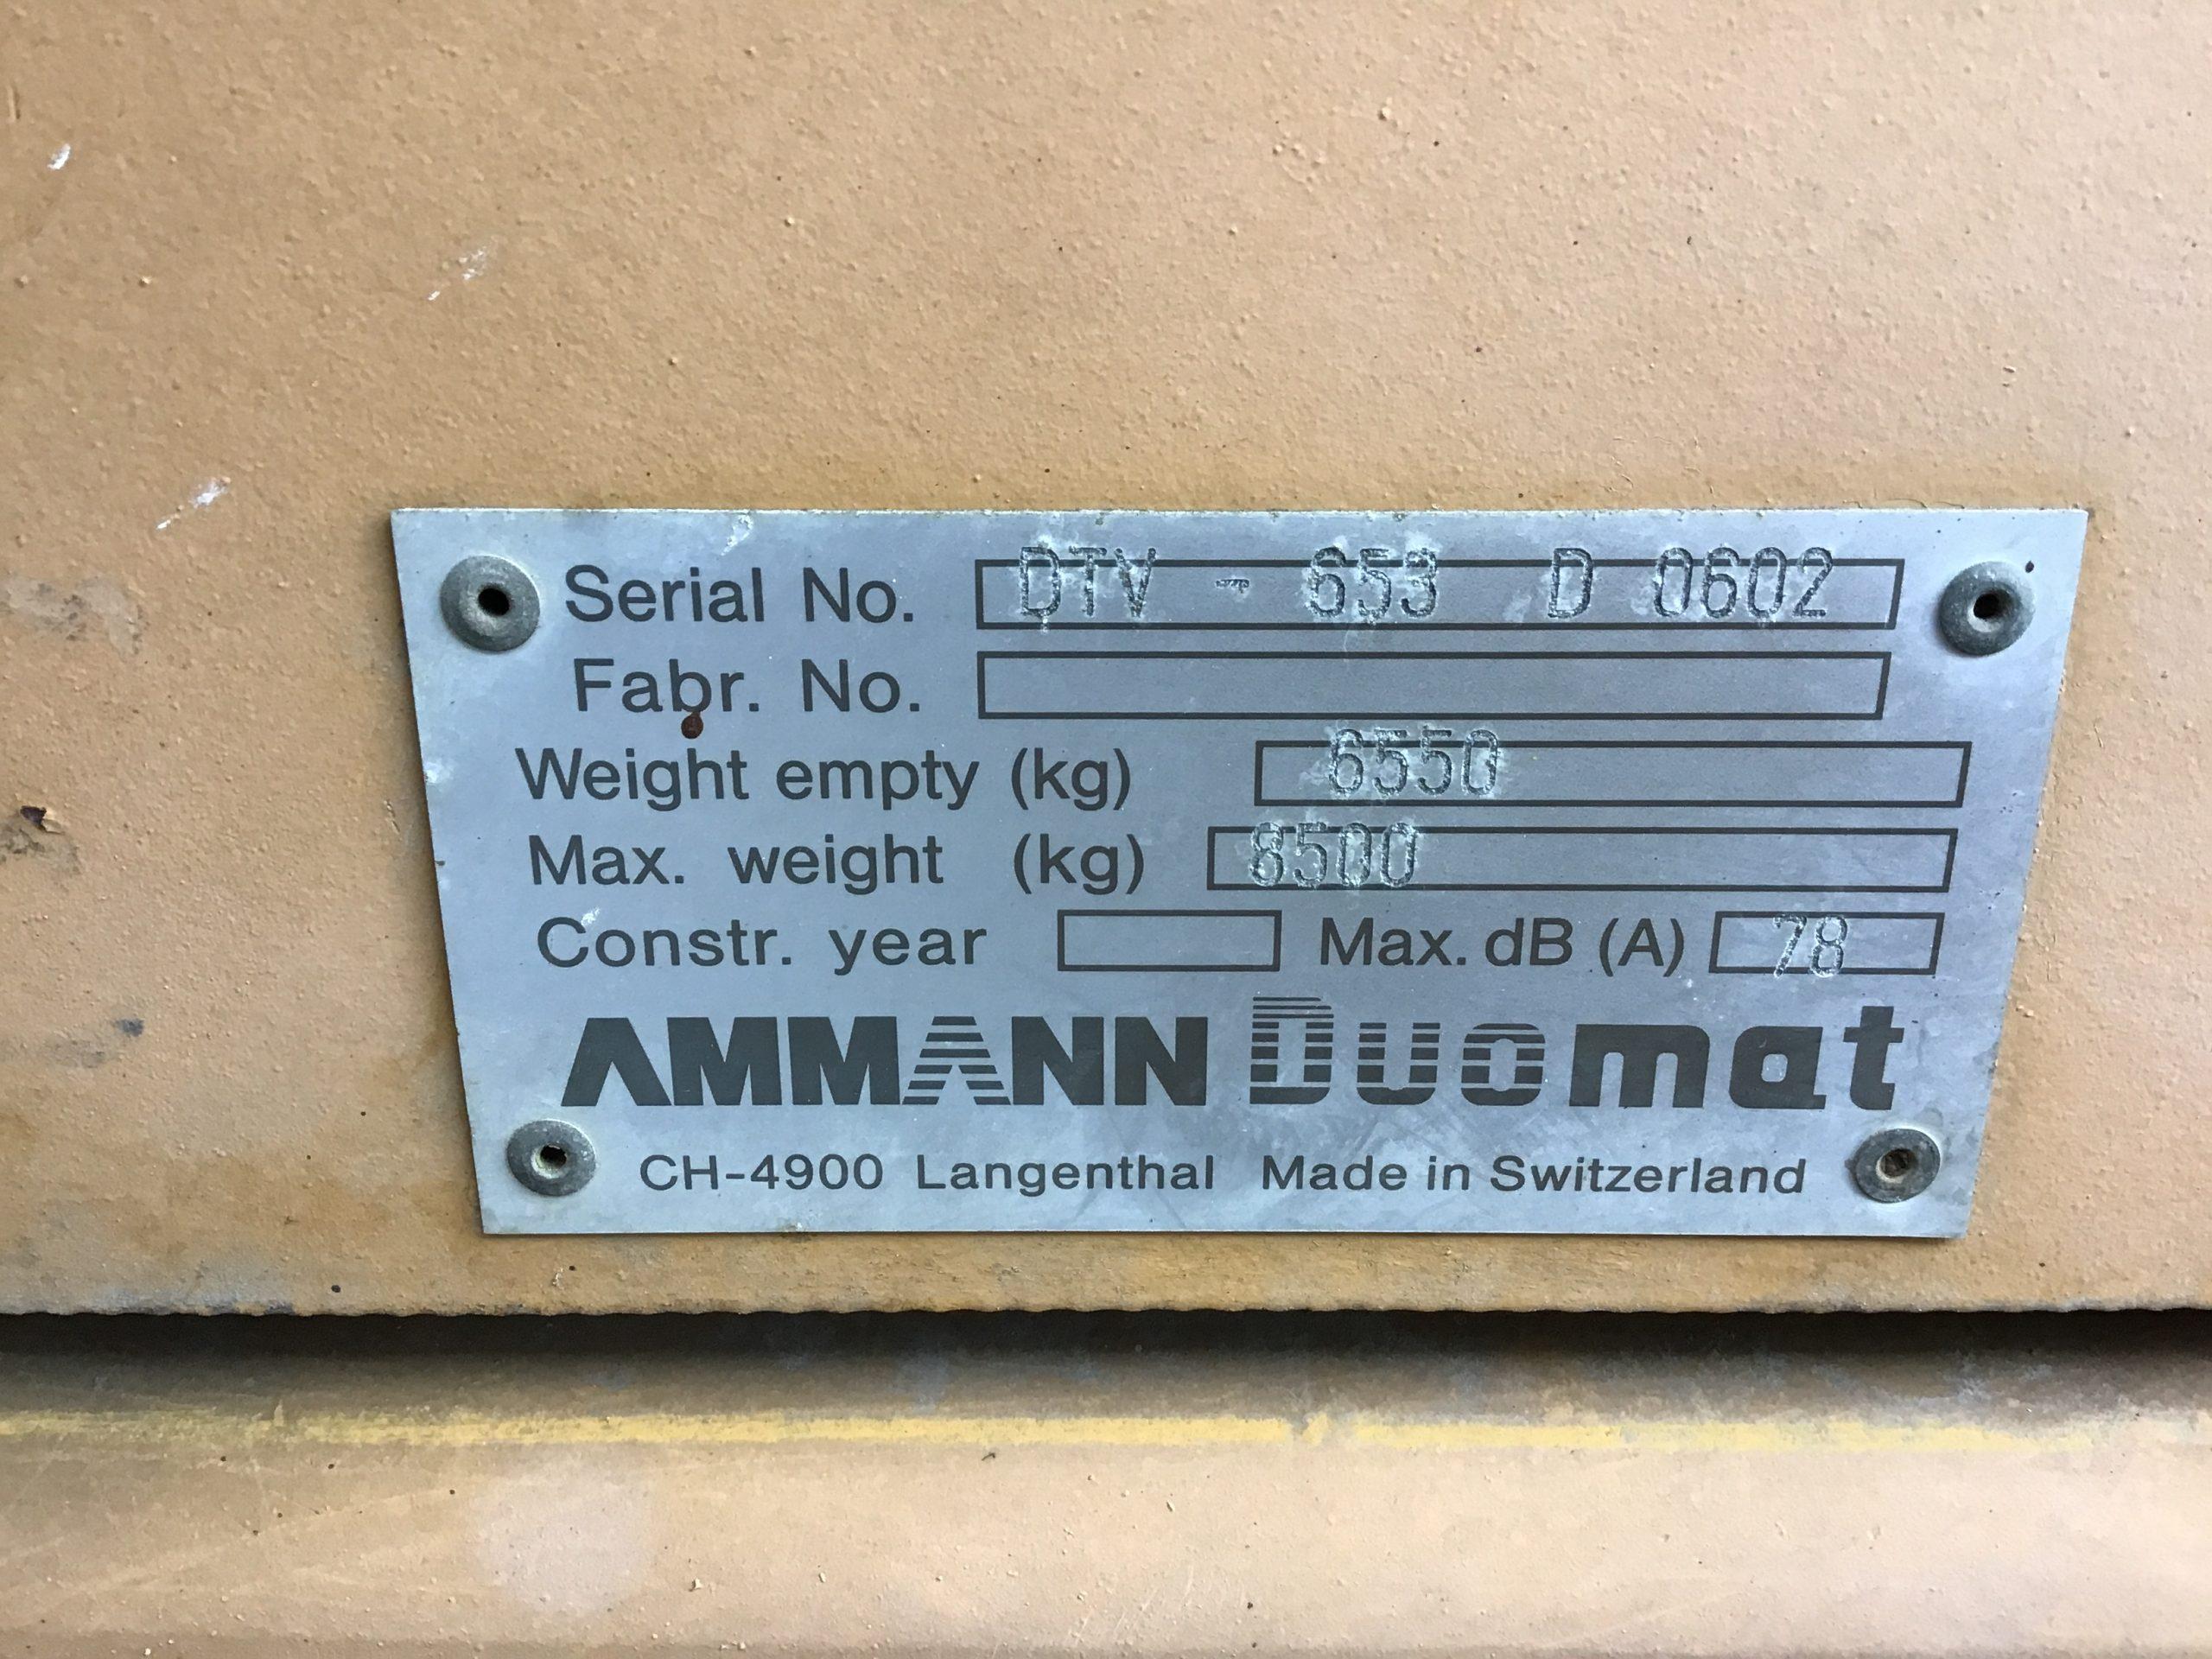 Serial No. DTV - 653 D 0602
Fabr. No.
Weight empty (kg) 6550
Max. weight (kg) 8500
Constr. year Max. dB (A) 78
AMMANN Duomat
CH-4900 Langenthal Made in Switzerland